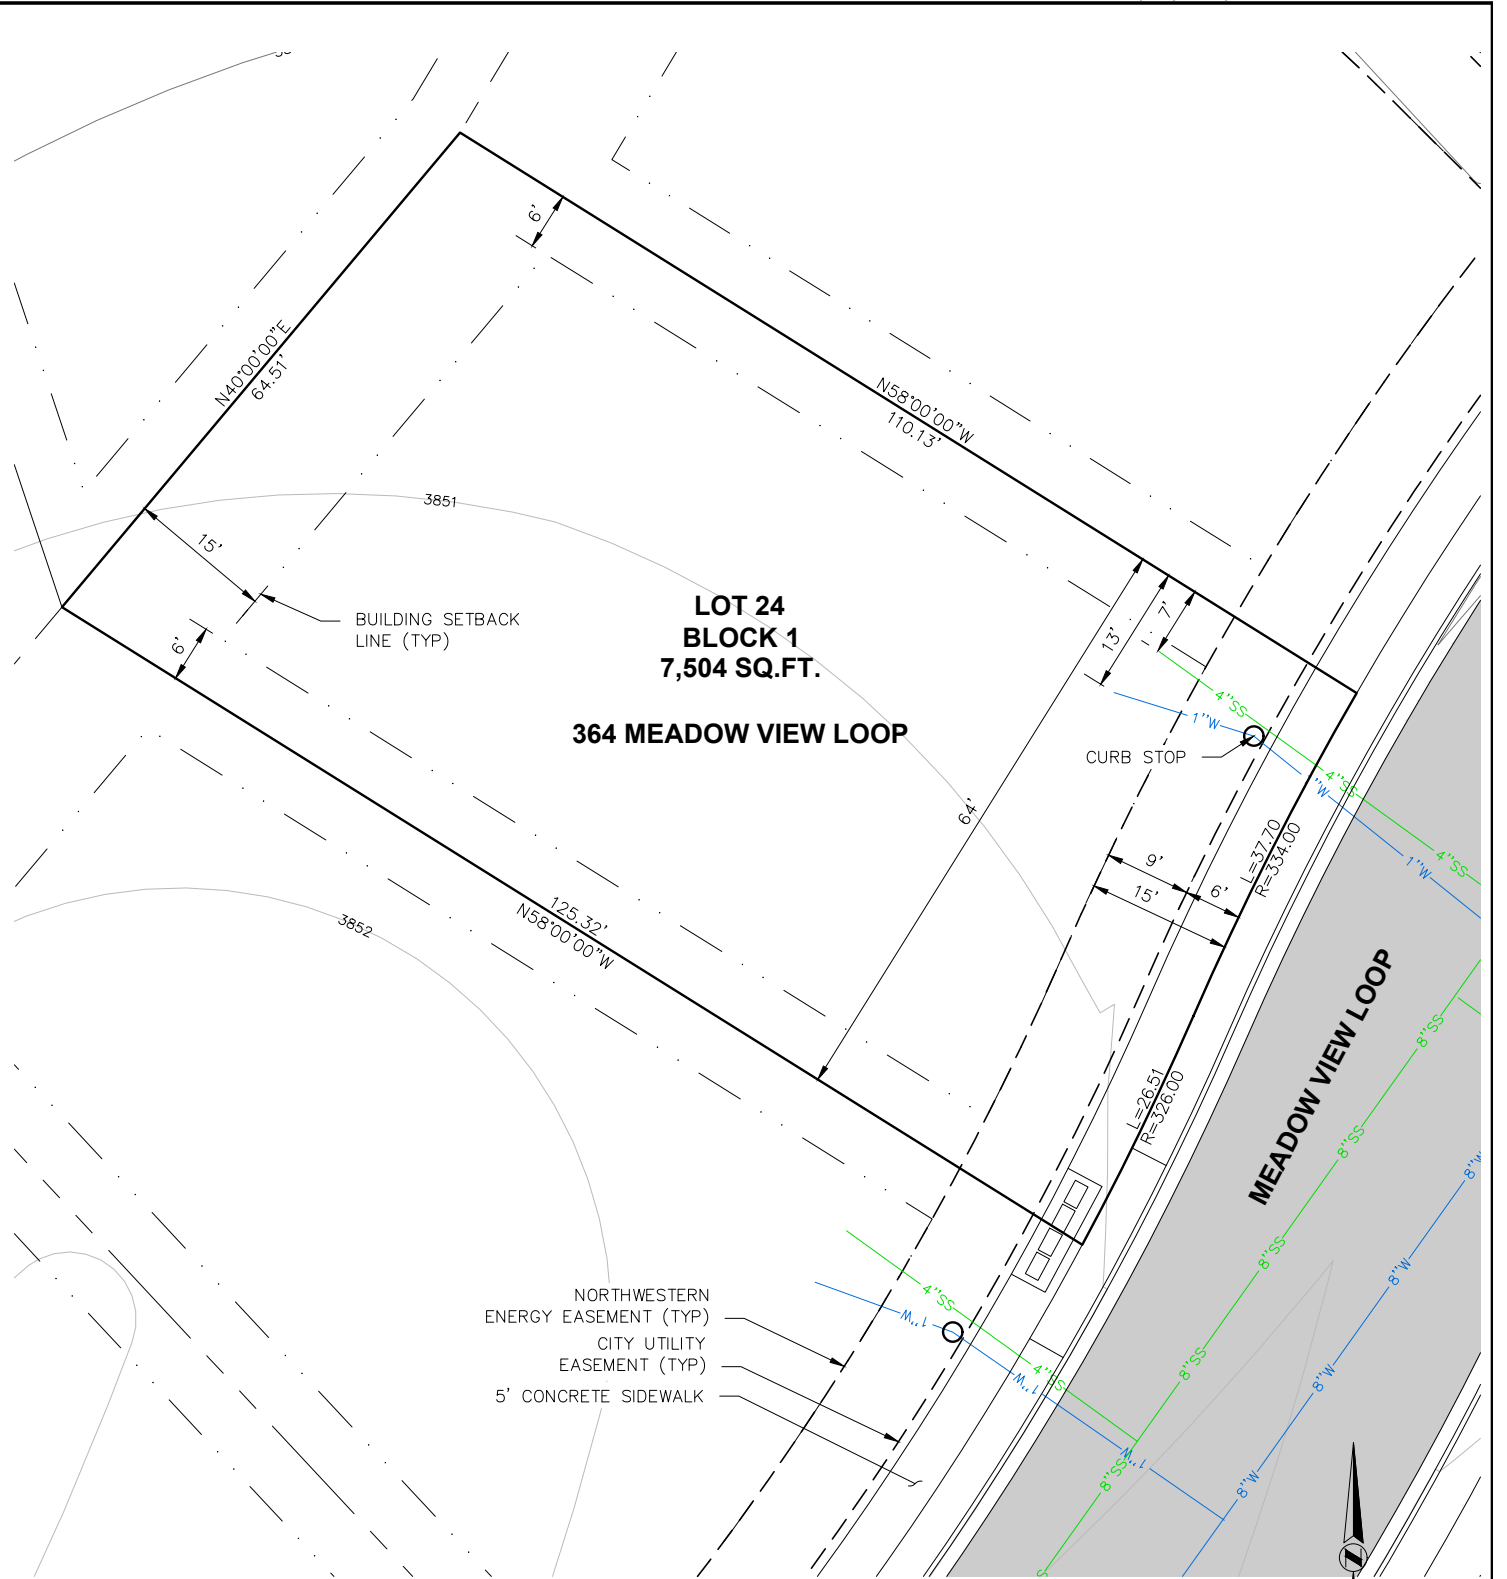 6'
N40°00'00"E
64.51'
N58°00'00"W
110.13'
3851
15'
BUILDING SETBACK
LINE (TYP)
6'
LOT 24
BLOCK 1
7,504 SQ.FT.
364 MEADOW VIEW LOOP
13'
7'
4"SS
1"W
CURB STOP
4"SS
1"W
4"SS
1"W
64'
9'
15'
6'
L=37.70
R=334.00
125.32'
N58°00'00"W
3852
L=26.51
R=326.00
MEADOW VIEW LOOP
8"SS
8"SS
8"W
8"SS
8"W
NORTHWESTERN
ENERGY EASEMENT (TYP)
CITY UTILITY
EASEMENT (TYP)
5' CONCRETE SIDEWALK
4"SS
1"W
4"SS
1"W
8"SS
8"W
1"W
8"SS
8"W